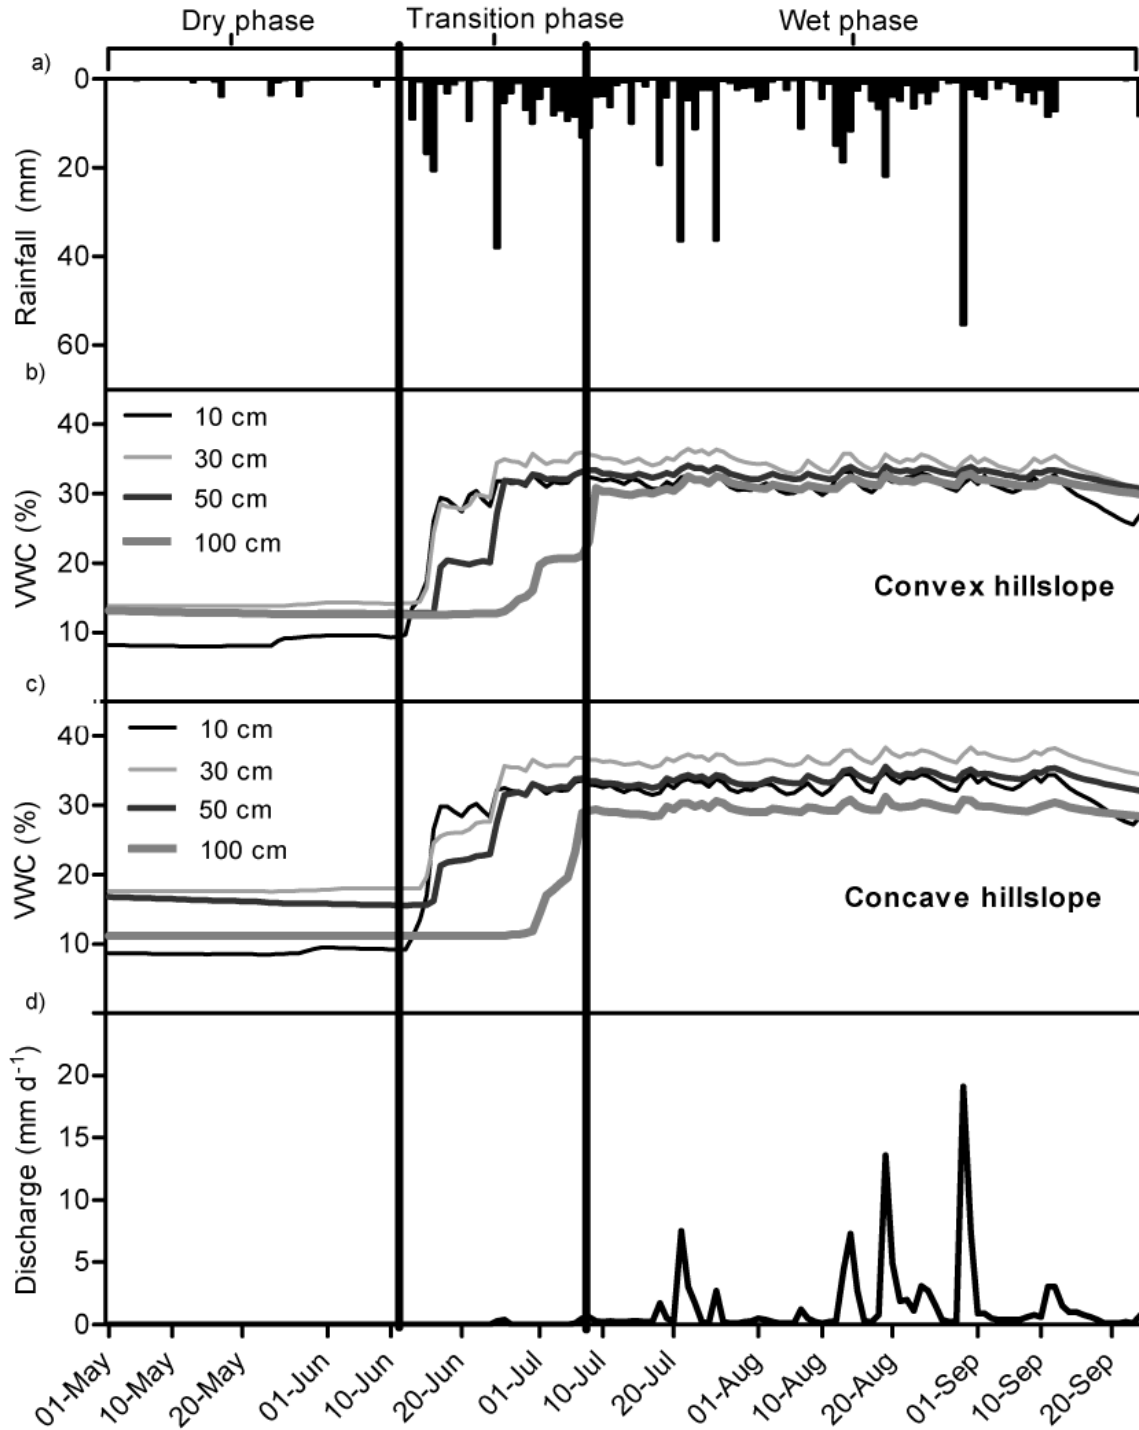 Dry phase Transition phase Wet phase
a)
0
20
40
60
Rainfall (mm)
b)
40
30
20
10
VWC (%)
10 cm
30 cm
50 cm
100 cm
Convex hillslope
c)
40
30
20
10
VWC (%)
10 cm
30 cm
50 cm
100 cm
Concave hillslope
d)
20
15
10
5
0
Discharge (mm d-1)
01-May 10-May 20-May 01-Jun 10-Jun 20-Jun 01-Jul 10-Jul 20-Jul 01-Aug 10-Aug 20-Aug 01-Sep 10-Sep 20-Sep